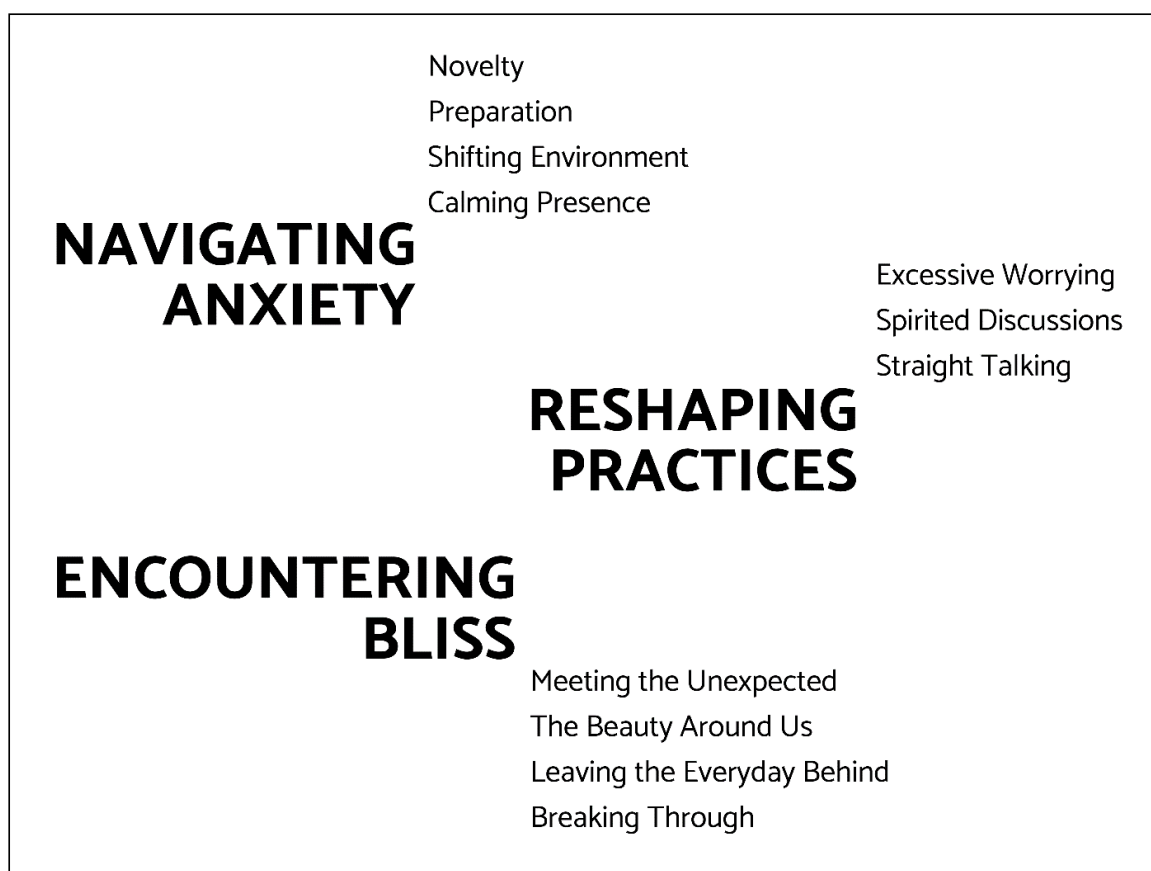 Novelty
Preparation
Shifting Environment
Calming Presence
NAVIGATING
ANXIETY
Excessive Worrying
Spirited Discussions
Straight Talking
RESHAPING
PRACTICES
ENCOUNTERING
BLISS
Meeting the Unexpected
The Beauty Around Us
Leaving the Everyday Behind
Breaking Through